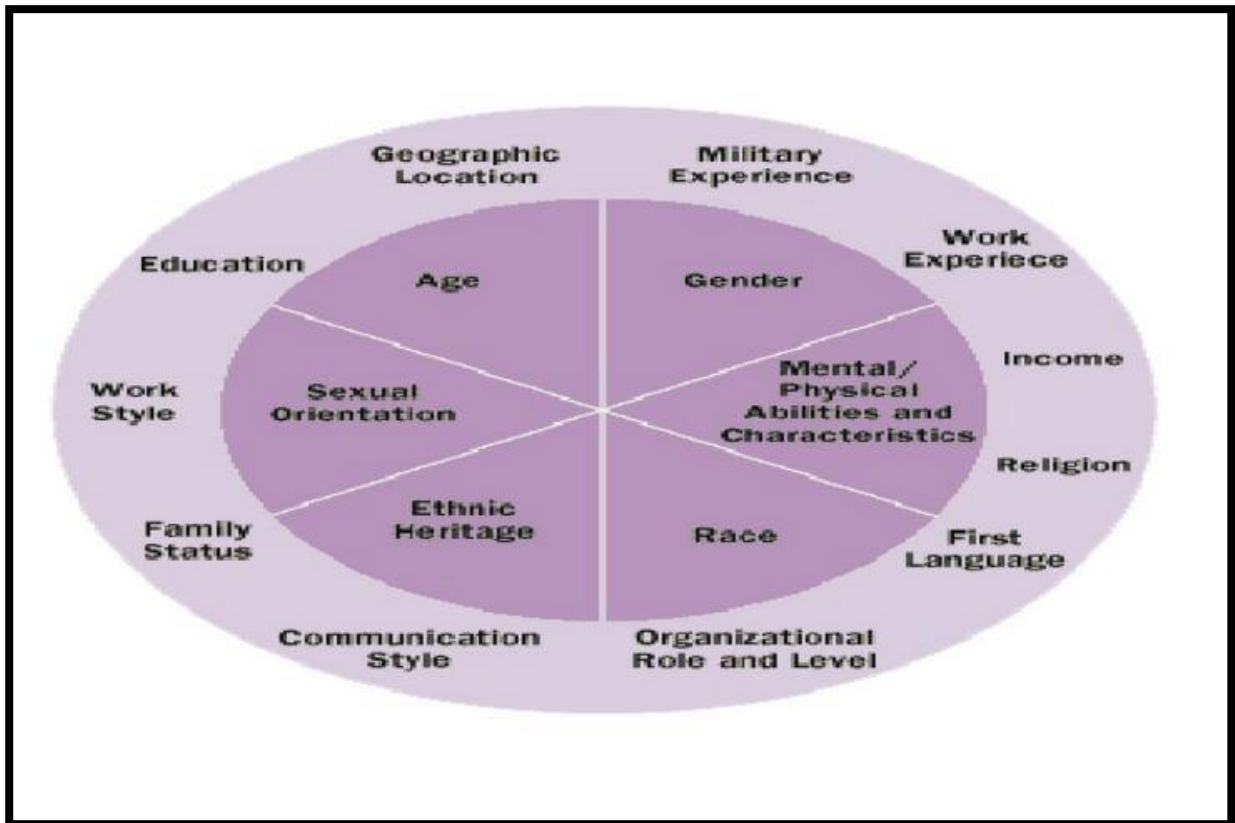 Geographic
Location
Military
Experience
Work
Experiece
Education
Age
Gender
Income
Mental/
Physical
Abilities and
Characteristics
Work
Style
Sexual
Orientation
Religion
Family
Status
Ethnic
Heritage
Race
First
Language
Communication
Style
Organizational
Role and Level